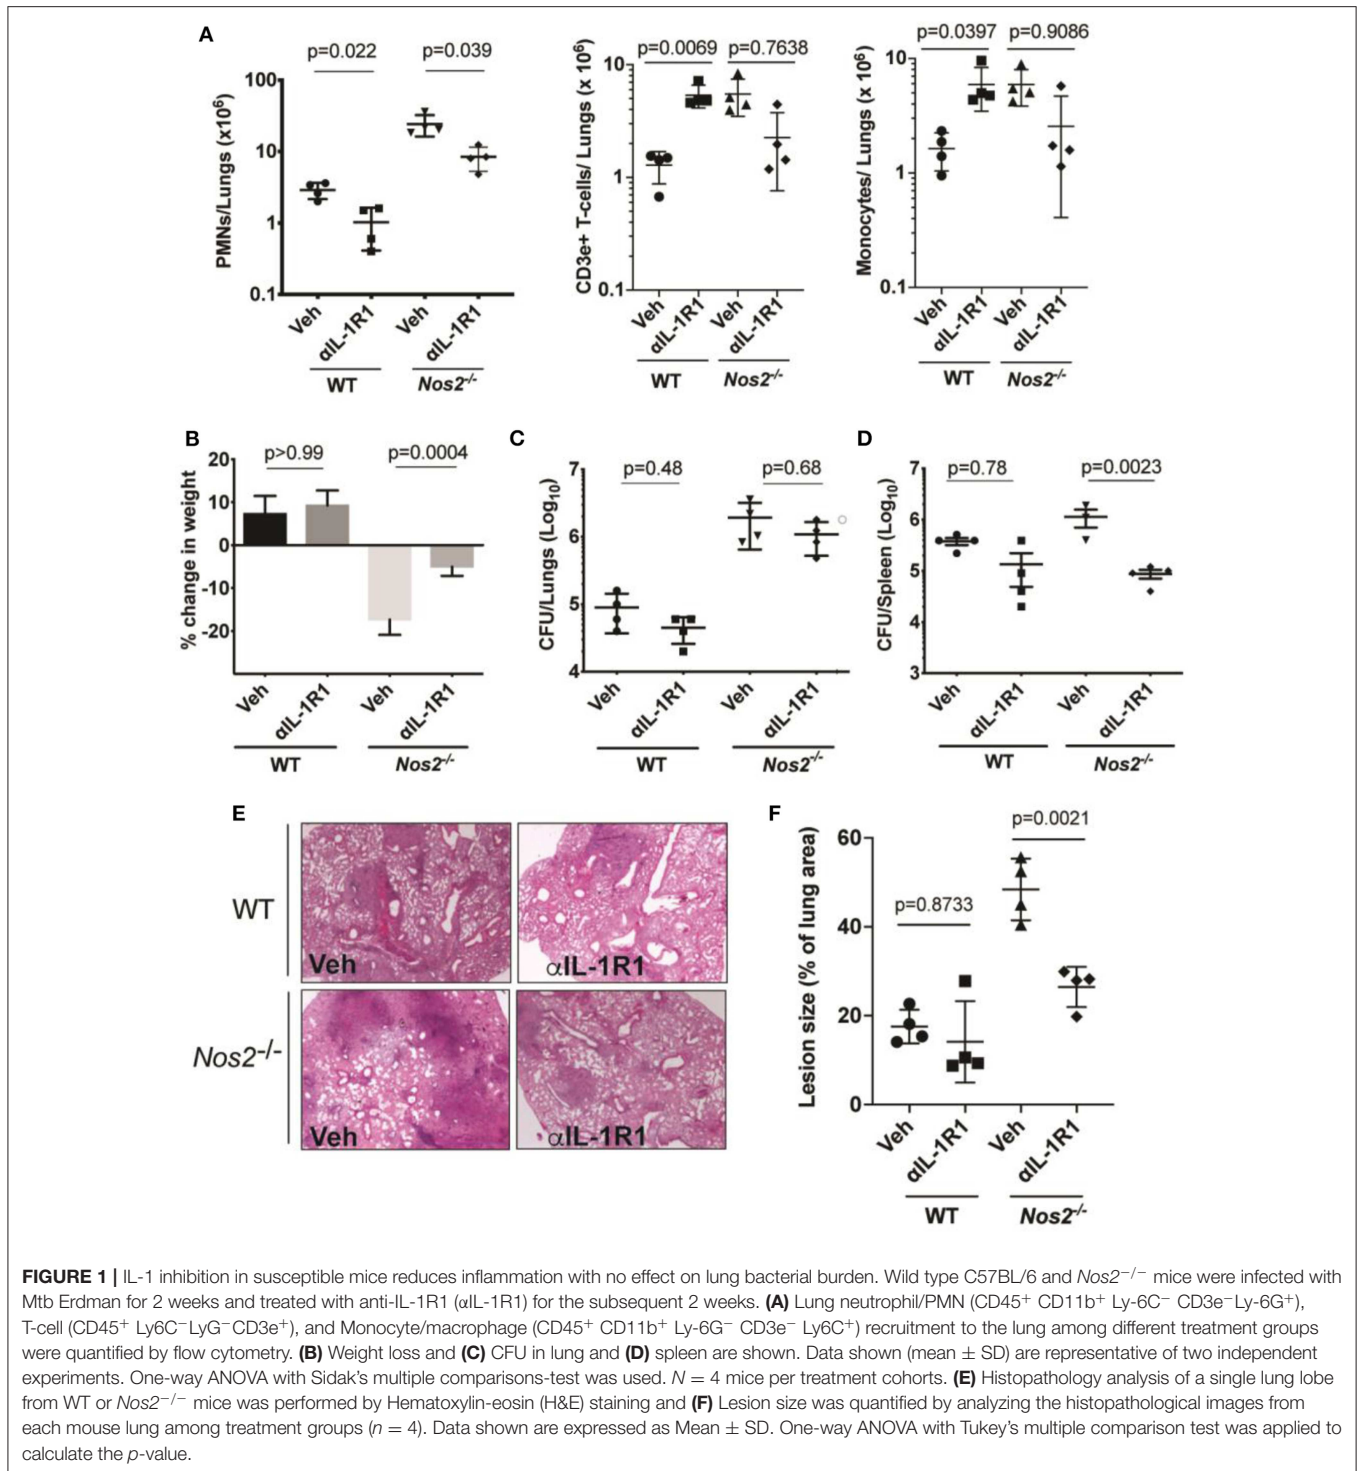 A
p=0.022
p=0.039
PMNs/Lungs (x10⁶)
100
10
1
0.1
Veh
αIL-1R1
Veh
αIL-1R1
WT
Nos2⁻/⁻
p=0.0069
p=0.7638
CD3e+ T-cells/ Lungs (x 10⁶)
10
1
0.1
Veh
αIL-1R1
Veh
αIL-1R1
WT
Nos2⁻/⁻
p=0.0397
p=0.9086
Monocytes/ Lungs (x 10⁶)
10
1
0.1
Veh
αIL-1R1
Veh
αIL-1R1
WT
Nos2⁻/⁻
B
p>0.99
p=0.0004
% change in weight
20
10
0
-10
-20
Veh
αIL-1R1
Veh
αIL-1R1
WT
Nos2⁻/⁻
C
p=0.48
p=0.68
CFU/Lungs (Log₁₀)
7
6
5
4
Veh
αIL-1R1
Veh
αIL-1R1
WT
Nos2⁻/⁻
D
p=0.78
p=0.0023
CFU/Spleen (Log₁₀)
7
6
5
4
3
Veh
αIL-1R1
Veh
αIL-1R1
WT
Nos2⁻/⁻
E
WT
Veh
αIL-1R1
Nos2⁻/⁻
Veh
αIL-1R1
F
p=0.0021
p=0.8733
Lesion size (% of lung area)
60
40
20
0
Veh
αIL-1R1
Veh
αIL-1R1
WT
Nos2⁻/⁻
FIGURE 1 | IL-1 inhibition in susceptible mice reduces inflammation with no effect on lung bacterial burden. Wild type C57BL/6 and Nos2⁻/⁻ mice were infected with
Mtb Erdman for 2 weeks and treated with anti-IL-1R1 (αIL-1R1) for the subsequent 2 weeks. (A) Lung neutrophil/PMN (CD45⁺ CD11b⁺ Ly-6C⁻ CD3e⁻Ly-6G⁺),
T-cell (CD45⁺ Ly6C⁻LyG⁻CD3e⁺), and Monocyte/macrophage (CD45⁺ CD11b⁺ Ly-6G⁻ CD3e⁻ Ly6C⁺) recruitment to the lung among different treatment groups
were quantified by flow cytometry. (B) Weight loss and (C) CFU in lung and (D) spleen are shown. Data shown (mean ± SD) are representative of two independent
experiments. One-way ANOVA with Sidak's multiple comparisons-test was used. N = 4 mice per treatment cohorts. (E) Histopathology analysis of a single lung lobe
from WT or Nos2⁻/⁻ mice was performed by Hematoxylin-eosin (H&E) staining and (F) Lesion size was quantified by analyzing the histopathological images from
each mouse lung among treatment groups (n = 4). Data shown are expressed as Mean ± SD. One-way ANOVA with Tukey's multiple comparison test was applied to
calculate the p-value.